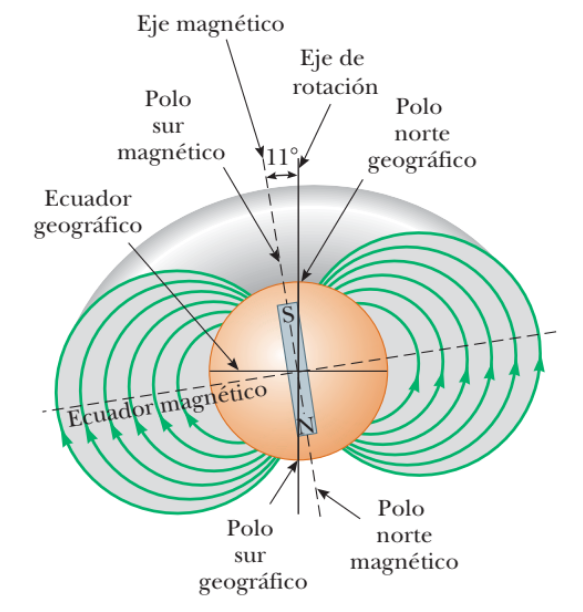 Eje magnético
Eje de
rotación
Polo
sur
magnético
Polo
norte
geográfico
11°
Ecuador
geográfico
S
Ecuador magnético
N
Polo
sur
geográfico
Polo
norte
magnético